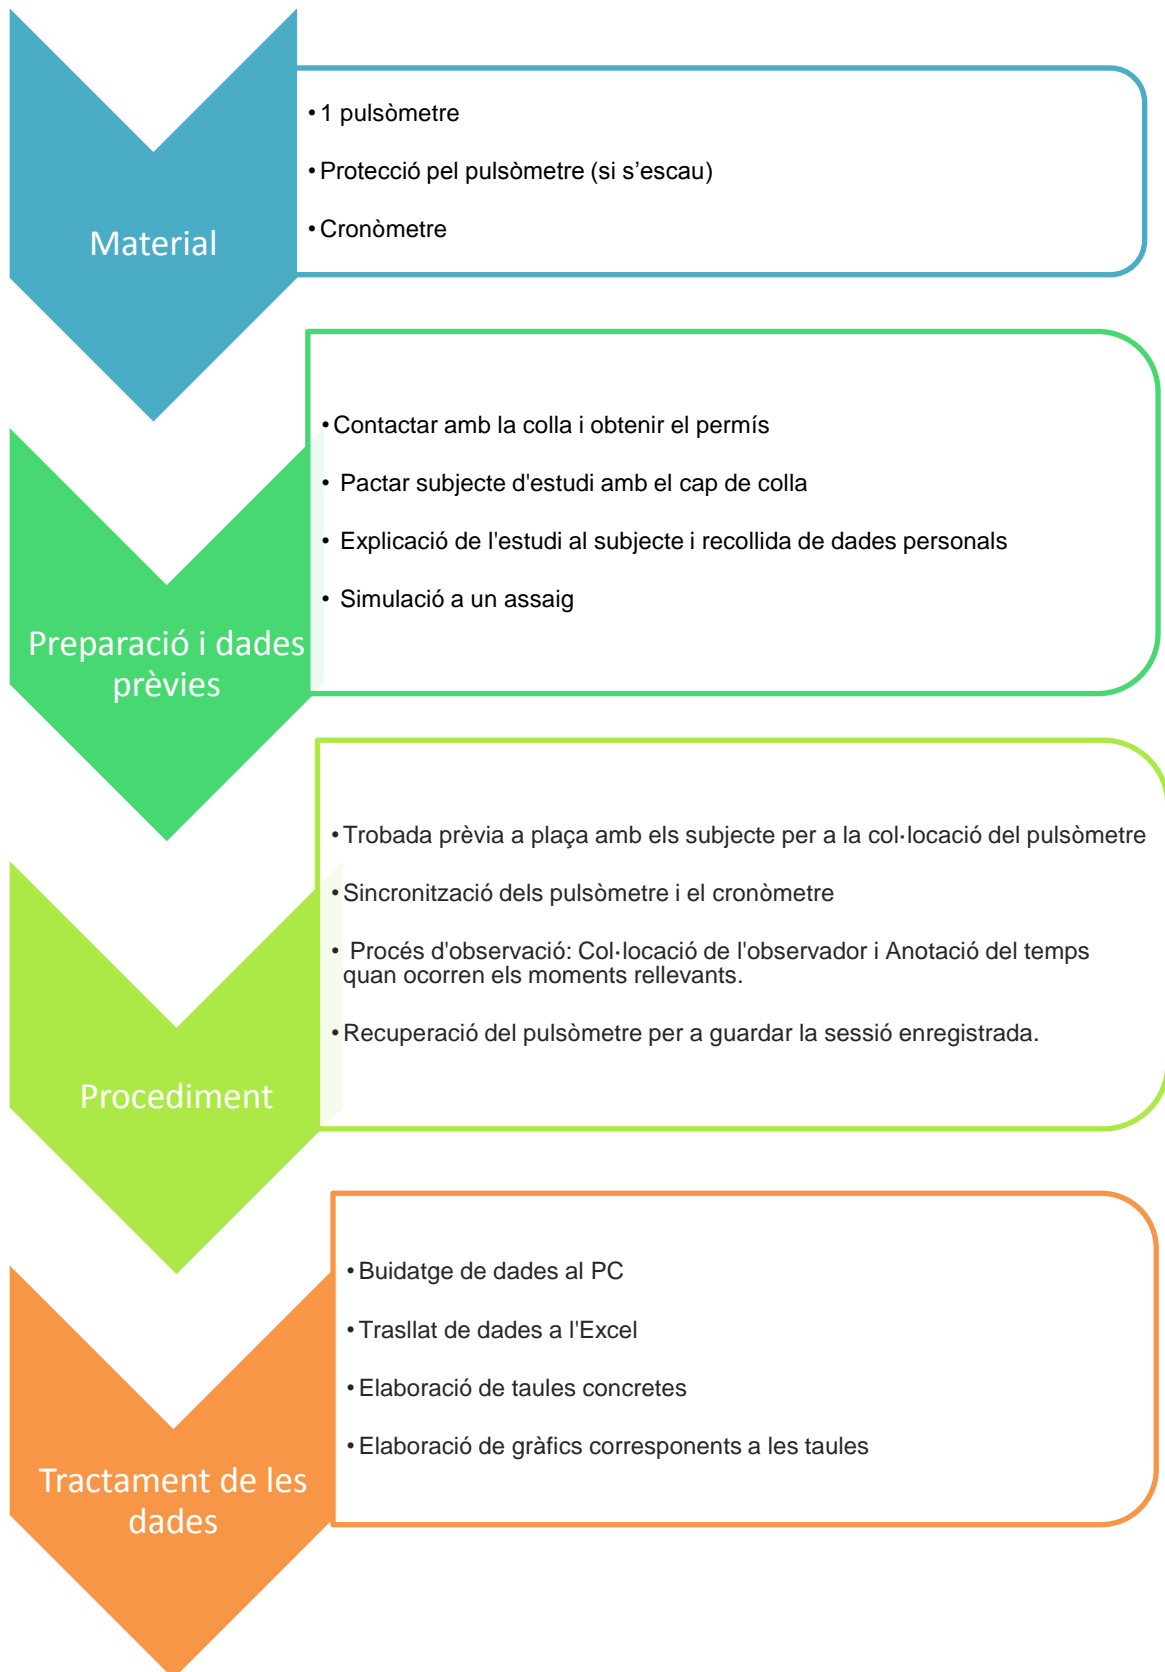 Material
•1 pulsòmetre
•Protecció pel pulsòmetre (si s’escau)
•Cronòmetre
Preparació i dades
prèvies
•Contactar amb la colla i obtenir el permís
• Pactar subjecte d'estudi amb el cap de colla
• Explicació de l'estudi al subjecte i recollida de dades personals
• Simulació a un assaig
Procediment
•Trobada prèvia a plaça amb els subjecte per a la col·locació del pulsòmetre
•Sincronització dels pulsòmetre i el cronòmetre
• Procés d'observació: Col·locació de l'observador i Anotació del temps
quan ocorren els moments rellevants.
•Recuperació del pulsòmetre per a guardar la sessió enregistrada.
Tractament de les
dades
•Buidatge de dades al PC
•Trasllat de dades a l'Excel
•Elaboració de taules concretes
•Elaboració de gràfics corresponents a les taules